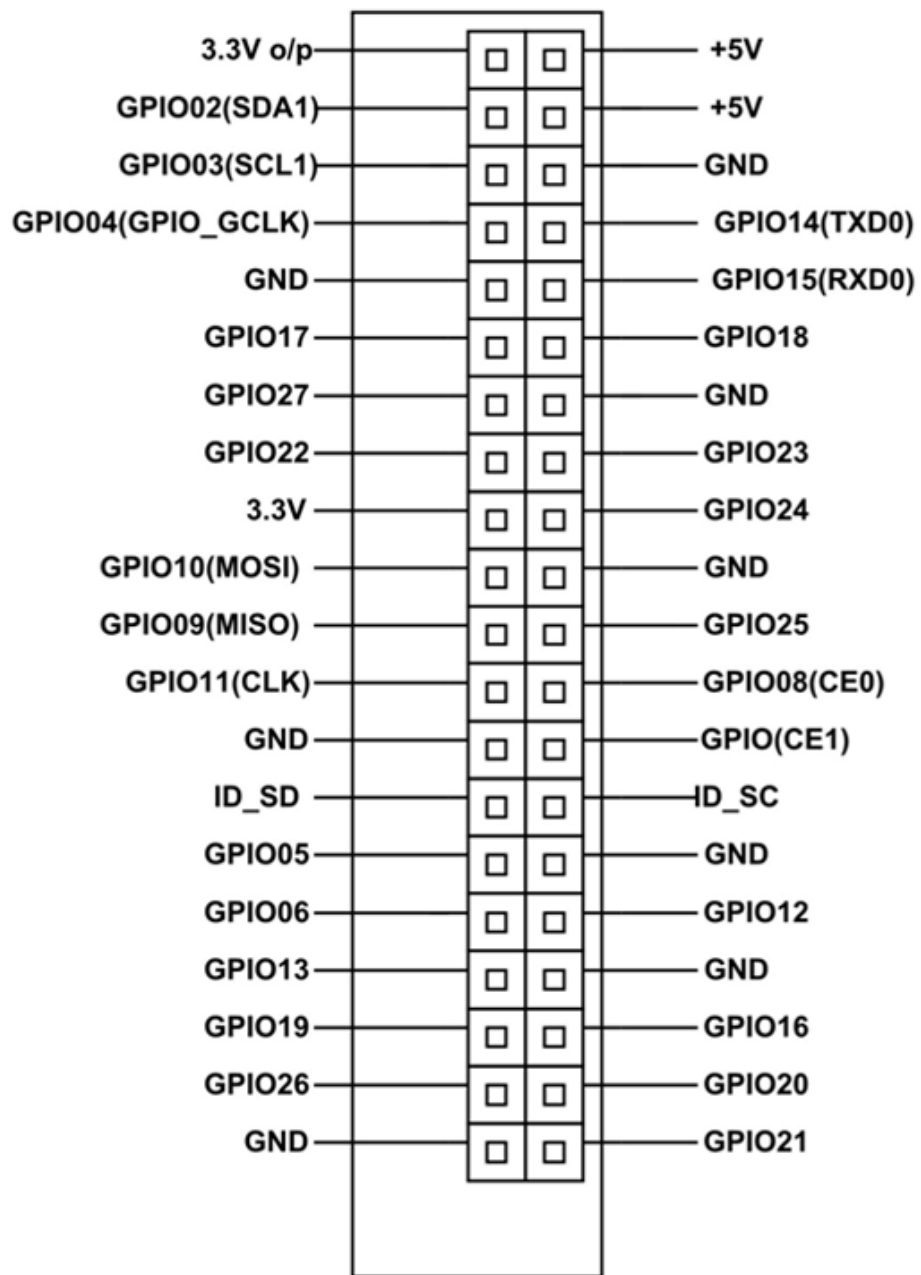 3.3V o/p +5V
GPIO02(SDA1) +5V
GPIO03(SCL1) GND
GPIO04(GPIO_GCLK) GPIO14(TXD0)
GND GPIO15(RXD0)
GPIO17 GPIO18
GPIO27 GND
GPIO22 GPIO23
3.3V GPIO24
GPIO10(MOSI) GND
GPIO09(MISO) GPIO25
GPIO11(CLK) GPIO08(CE0)
GND GPIO(CE1)
ID_SD ID_SC
GPIO05 GND
GPIO06 GPIO12
GPIO13 GND
GPIO19 GPIO16
GPIO26 GPIO20
GND GPIO21